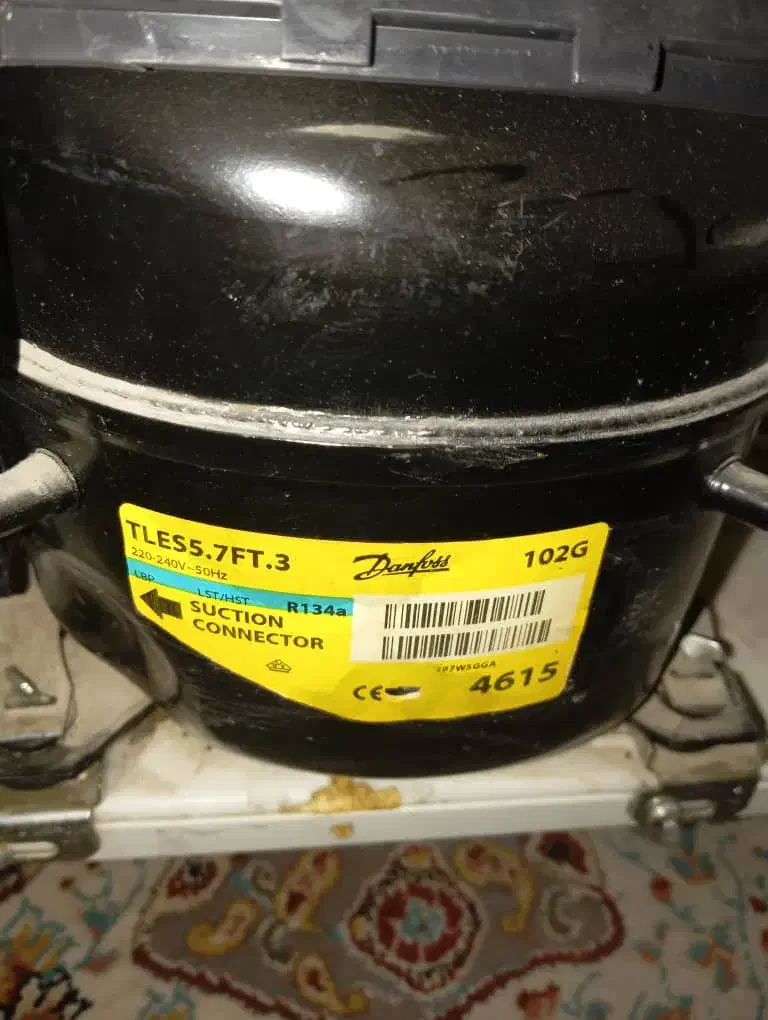 TLES5.7FT.3
220-240V~50Hz
Danfoss
102G
LBP
LST/HST
R134a
SUCTION
CONNECTOR
CE
4615